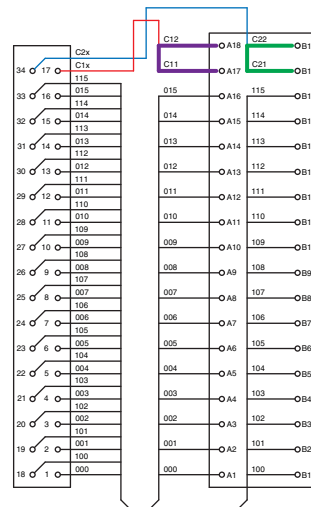 C2x
C12 A18 C22 B1
34 17 C1x
C11 A17 C21 B1
115
33 16 015
015 A16 115 B1
114
32 15 014
014 A15 114 B1
113
31 14 013
013 A14 113 B1
112
30 13 012
012 A13 112 B1
111
29 12 011
011 A12 111 B1
110
28 11 010
010 A11 110 B1
109
27 10 009
009 A10 109 B1
108
26 9 008
008 A9 108 B9
107
25 8 007
007 A8 107 B8
106
24 7 006
006 A7 106 B7
105
23 6 005
005 A6 105 B6
104
22 5 004
004 A5 104 B5
103
21 4 003
003 A4 103 B4
102
20 3 002
002 A3 102 B3
101
19 2 001
001 A2 101 B2
100
18 1 000
000 A1 100 B1